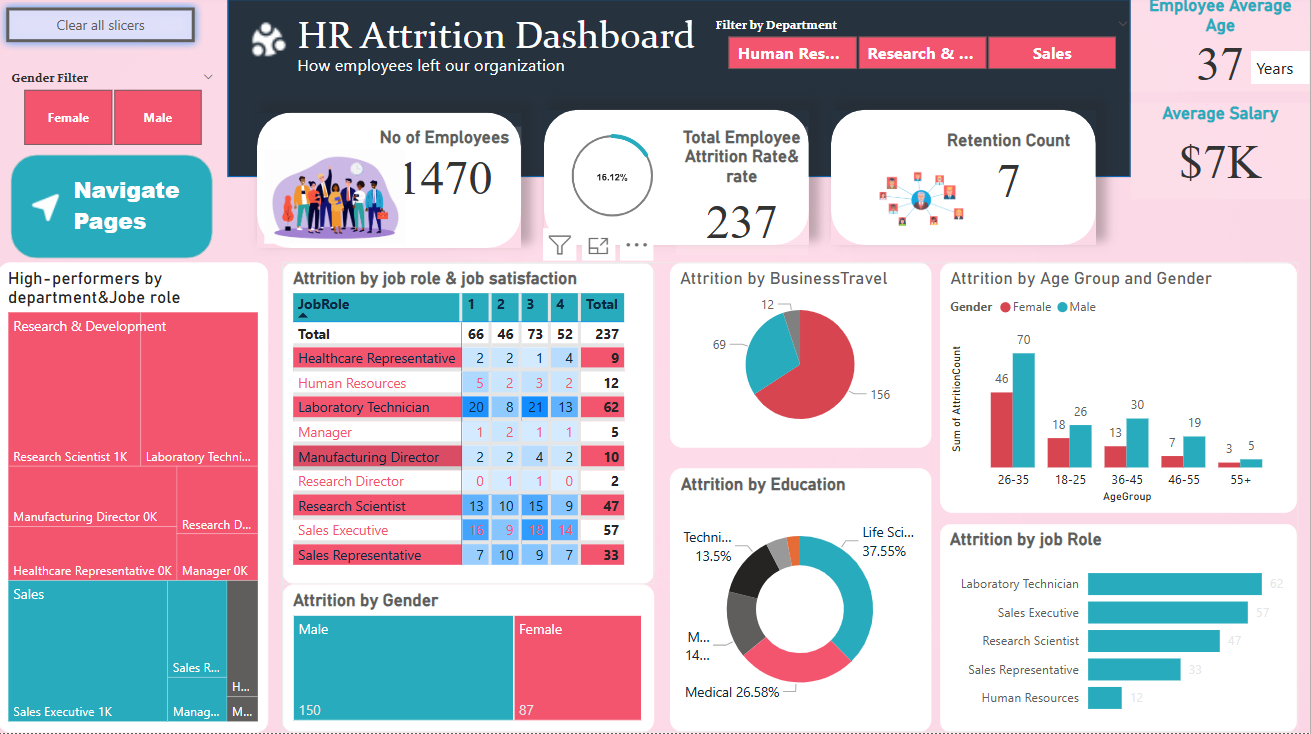 Clear all slicers
Gender Filter
Female
Male
Navigate
Pages
HR Attrition Dashboard
How employees left our organization
Filter by Department
Human Res...
Research & ...
Sales
Employee Average
Age
37
Years
Average Salary
$7K
No of Employees
1470
16.12%
Total Employee
Attrition Rate&
rate
237
Retention Count
7
High-performers by
department&Jobe role
Research & Development
Research Scientist 1K
Laboratory Techni...
Manufacturing Director 0K
Research D...
Healthcare Representative 0K
Manager 0K
Sales
Sales Executive 1K
Sales R...
Manag...
H...
M...
Attrition by job role & job satisfaction
JobRole 1 2 3 4 Total
Total 66 46 73 52 237
Healthcare Representative 2 2 1 4 9
Human Resources 5 2 3 2 12
Laboratory Technician 20 8 21 13 62
Manager 1 2 1 1 5
Manufacturing Director 2 2 4 2 10
Research Director 0 1 1 0 2
Research Scientist 13 10 15 9 47
Sales Executive 16 9 18 14 57
Sales Representative 7 10 9 7 33
Attrition by Gender
Male
150
Female
87
Attrition by BusinessTravel
12
69
156
Attrition by Education
Techni...
13.5%
Life Sci...
37.55%
M...
14...
Medical 26.58%
Attrition by Age Group and Gender
Gender Female Male
Sum of AttritionCount
46 70
18 26
13 30
7 19
3 5
26-35 18-25 36-45 46-55 55+
AgeGroup
Attrition by job Role
Laboratory Technician 62
Sales Executive 57
Research Scientist 47
Sales Representative 33
Human Resources 12